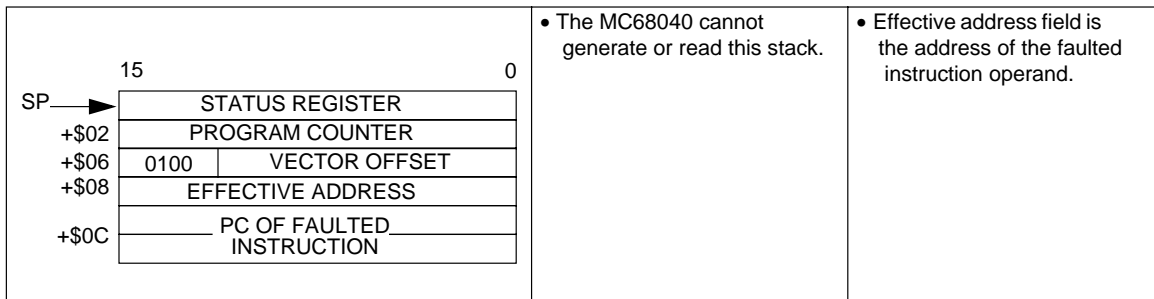 15 0
SP STATUS REGISTER
+$02 PROGRAM COUNTER
+$06 0100 VECTOR OFFSET
+$08 EFFECTIVE ADDRESS
+$0C PC OF FAULTED
INSTRUCTION
• The MC68040 cannot
generate or read this stack.
• Effective address field is
the address of the faulted
instruction operand.